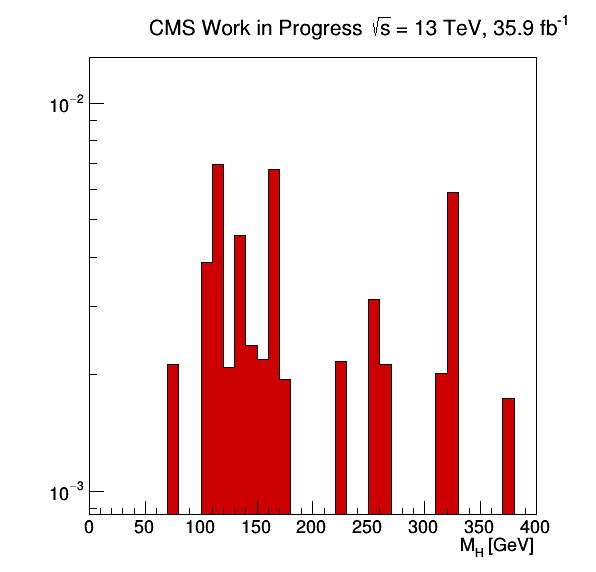 CMS Work in Progress √s = 13 TeV, 35.9 fb⁻¹
10⁻²
10⁻³
0 50 100 150 200 250 300 350 400
M_H [GeV]